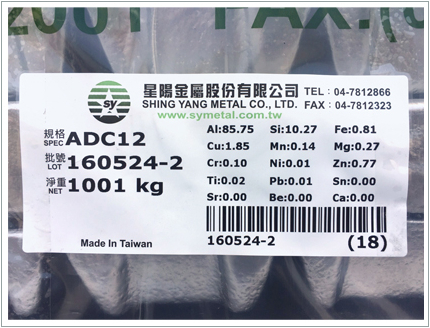 2001 FAX.(0
sy
星陽金屬股份有限公司 TEL：04-7812866
SHING YANG METAL CO., LTD. FAX：04-7812323
www.symetal.com.tw
規格 SPEC ADC12
批號 LOT 160524-2
淨重 NET 1001 kg
Al:85.75 Si:10.27 Fe:0.81
Cu:1.85 Mn:0.14 Mg:0.27
Cr:0.10 Ni:0.01 Zn:0.77
Ti:0.02 Pb:0.01 Sn:0.00
Sr:0.00 Be:0.00 Ca:0.00
Made In Taiwan
160524-2 (18)